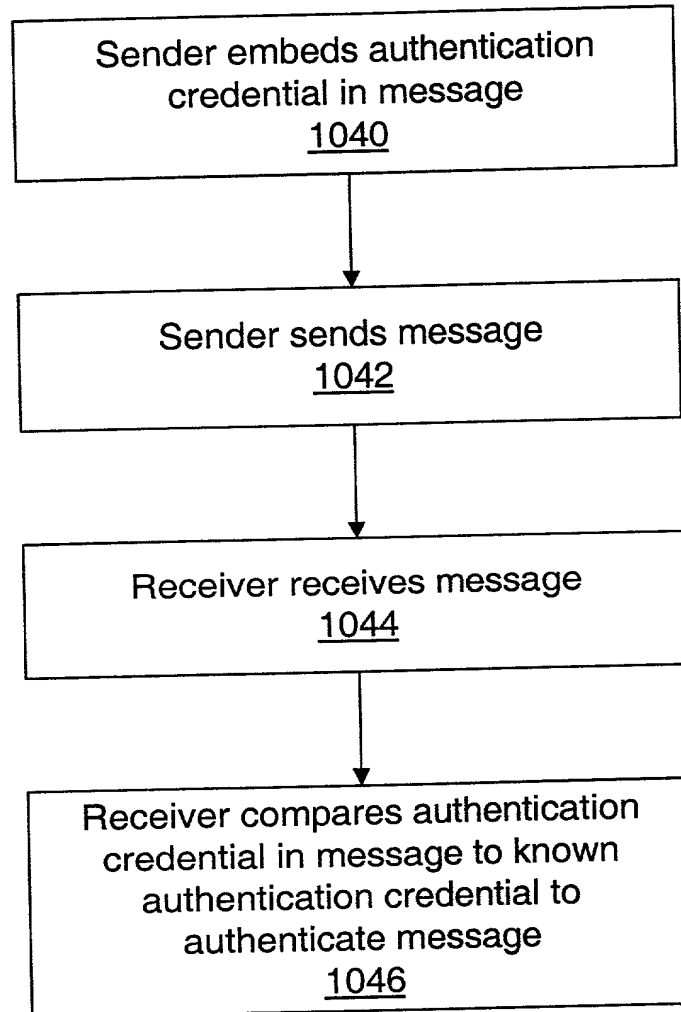 Sender embeds authentication
credential in message
1040
Sender sends message
1042
Receiver receives message
1044
Receiver compares authentication
credential in message to known
authentication credential to
authenticate message
1046